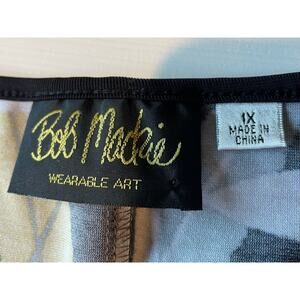 Bob Mackie
WEARABLE ART
1X
MADE IN
CHINA